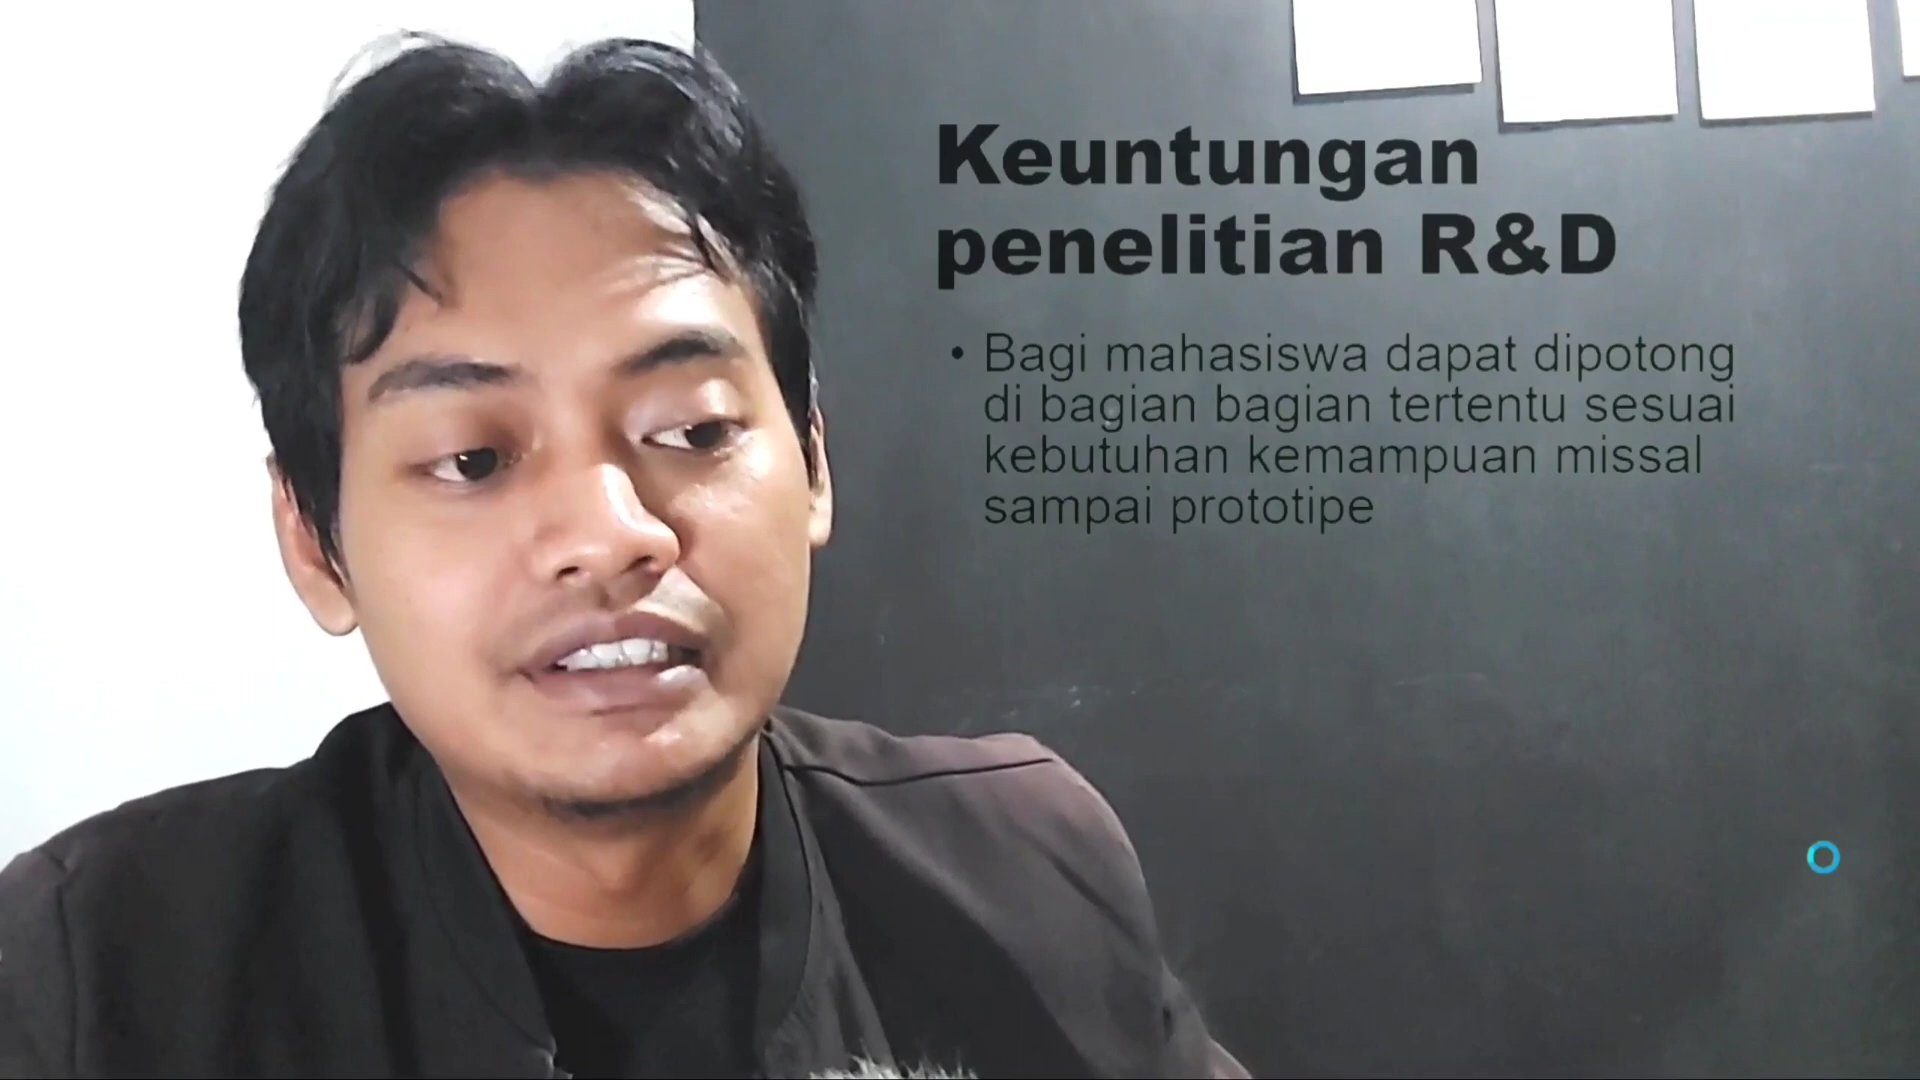 Keuntungan
penelitian R&D
• Bagi mahasiswa dapat dipotong
di bagian bagian tertentu sesuai
kebutuhan kemampuan missal
sampai prototipe